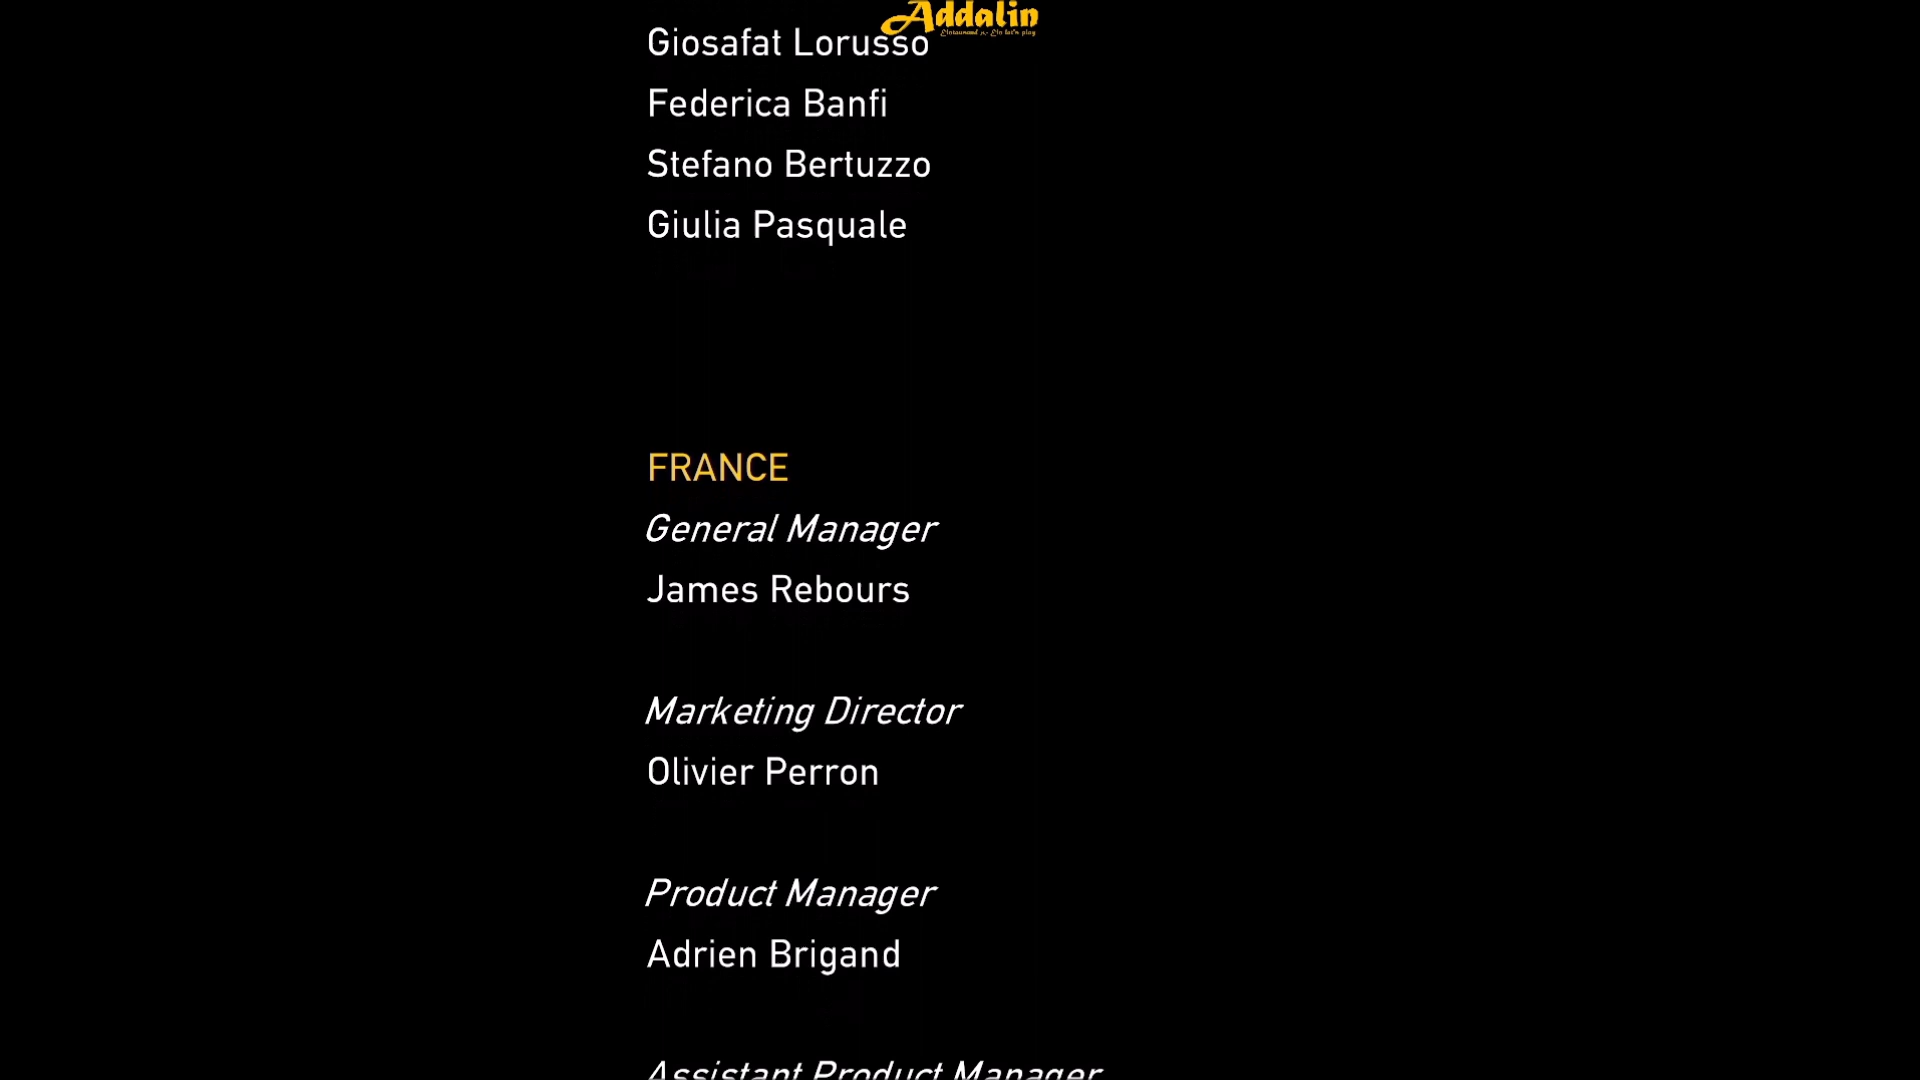 Addalin
Giosafat Lorusso
Federica Banfi
Stefano Bertuzzo
Giulia Pasquale
FRANCE
General Manager
James Rebours
Marketing Director
Olivier Perron
Product Manager
Adrien Brigand
Assistant Product Manager